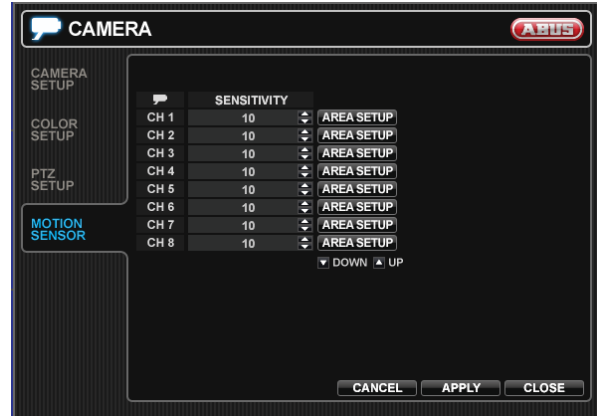 CAMERA
ABUS
CAMERA
SETUP
COLOR
SETUP
PTZ
SETUP
MOTION
SENSOR
SENSITIVITY
CH 1 10 AREA SETUP
CH 2 10 AREA SETUP
CH 3 10 AREA SETUP
CH 4 10 AREA SETUP
CH 5 10 AREA SETUP
CH 6 10 AREA SETUP
CH 7 10 AREA SETUP
CH 8 10 AREA SETUP
DOWN UP
CANCEL APPLY CLOSE